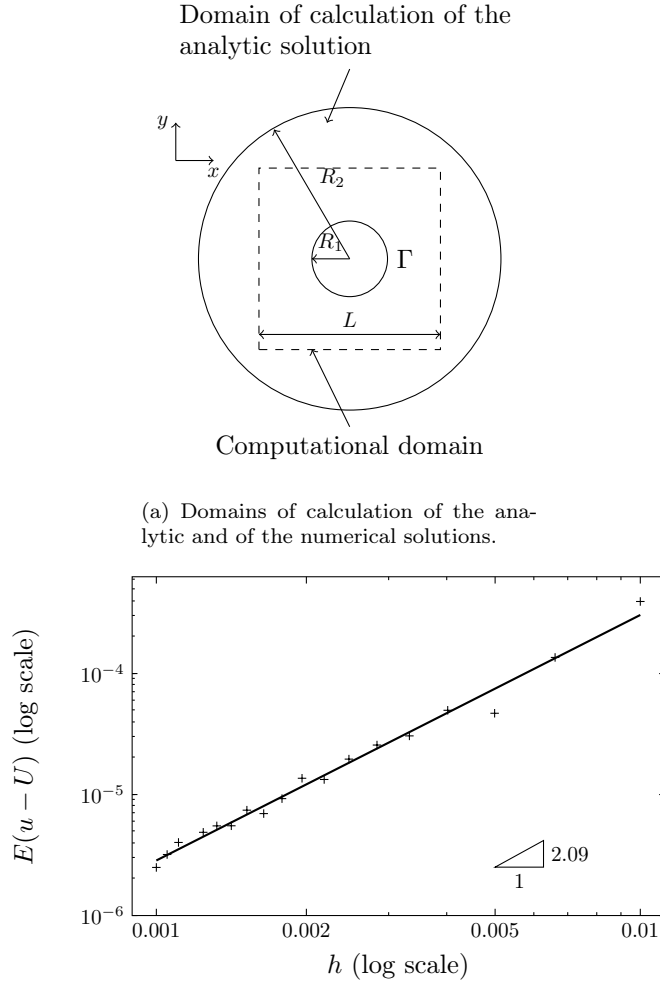 Domain of calculation of the
analytic solution
y
x
R₂
R₁
Γ
L
Computational domain
(a) Domains of calculation of the ana-
lytic and of the numerical solutions.
E(u − U) (log scale)
10⁻⁴
10⁻⁵
10⁻⁶
2.09
1
0.001
0.002
0.005
0.01
h (log scale)